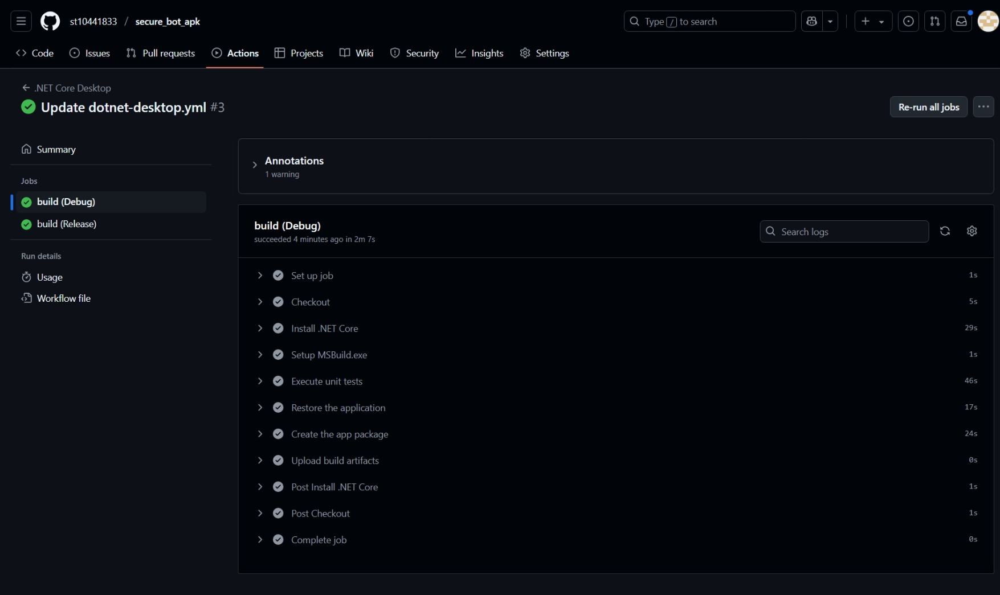 st10441833 / secure_bot_apk
Type / to search
Code
Issues
Pull requests
Actions
Projects
Wiki
Security
Insights
Settings
.NET Core Desktop
Update dotnet-desktop.yml #3
Re-run all jobs
Summary
Jobs
build (Debug)
build (Release)
Run details
Usage
Workflow file
Annotations
1 warning
build (Debug)
succeeded 4 minutes ago in 2m 7s
Search logs
Set up job 1s
Checkout 5s
Install .NET Core 29s
Setup MSBuild.exe 1s
Execute unit tests 46s
Restore the application 17s
Create the app package 24s
Upload build artifacts 0s
Post Install .NET Core 1s
Post Checkout 1s
Complete job 0s